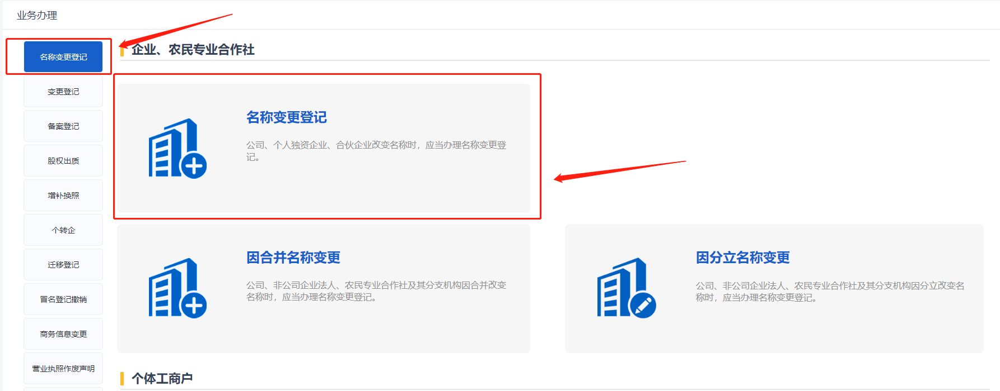 业务办理
名称变更登记
变更登记
备案登记
股权出质
增补换照
个转企
迁移登记
冒名登记撤销
商务信息变更
营业执照作废声明
企业、农民专业合作社
名称变更登记
公司、个人独资企业、合伙企业改变名称时，应当办理名称变更登
记。
因合并名称变更
公司、非公司企业法人、农民专业合作社及其分支机构因合并改变
名称时，应当办理名称变更登记。
因分立名称变更
公司、非公司企业法人、农民专业合作社及其分支机构因分立改变名
称时，应当办理名称变更登记。
个体工商户